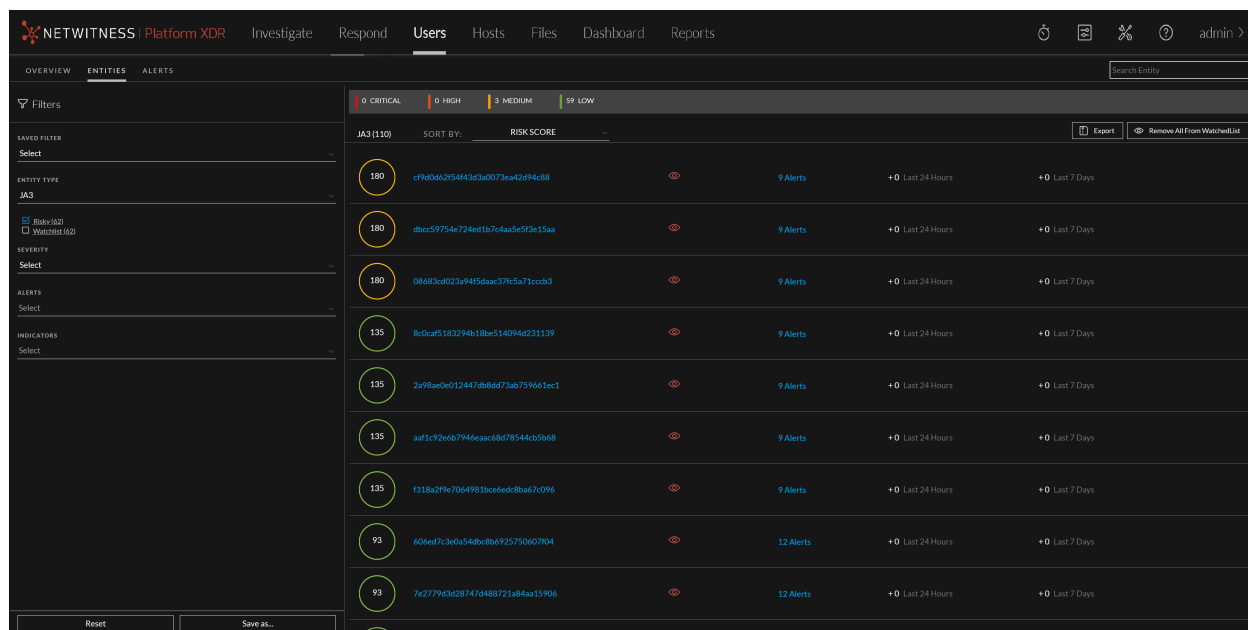 NETWITNESS Platform XDR Investigate Respond Users Hosts Files Dashboard Reports admin >
OVERVIEW ENTITIES ALERTS Search Entity
Filters
SAVED FILTER
Select
ENTITY TYPE
JA3
Risky (62)
Watchlist (62)
SEVERITY
Select
ALERTS
Select
INDICATORS
Select
Reset Save as...
0 CRITICAL 0 HIGH 3 MEDIUM 59 LOW
JA3 (110) SORT BY: RISK SCORE Export Remove All From WatchedList
180 cf9d0d62f54f43d3a0073ea42d94c88 9 Alerts +0 Last 24 Hours +0 Last 7 Days
180 dbcc59754e724ed1b7c4aa5e5f3e15aa 9 Alerts +0 Last 24 Hours +0 Last 7 Days
180 08683cd023a94f5daac37fc5a71cccb3 9 Alerts +0 Last 24 Hours +0 Last 7 Days
135 8c0caf5183294b18be514094d231139 9 Alerts +0 Last 24 Hours +0 Last 7 Days
135 2a98ae0e012447db8dd73ab759661ec1 9 Alerts +0 Last 24 Hours +0 Last 7 Days
135 aaf1c92e6b7946eaac68d78544cb5b68 9 Alerts +0 Last 24 Hours +0 Last 7 Days
135 f318a2f9e7064981bce6edc8ba67c096 9 Alerts +0 Last 24 Hours +0 Last 7 Days
93 606ed7c3e0a54dbc8b6925750607f04 12 Alerts +0 Last 24 Hours +0 Last 7 Days
93 7e2779d3d28747d488721a84aa15906 12 Alerts +0 Last 24 Hours +0 Last 7 Days